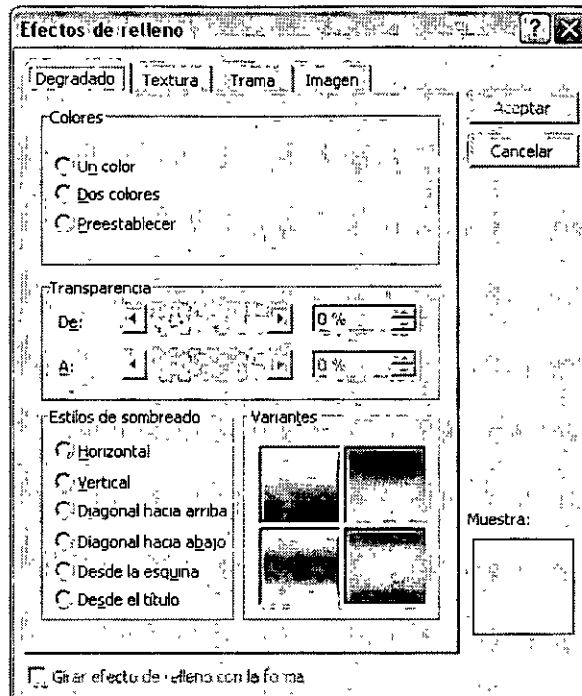 Efectos de relleno
Degradado Textura Trama Imagen
Aceptar
Cancelar
Colores
Un color
Dos colores
Preestablecer
Transparencia
De: 0 %
A: 0 %
Estilos de sombreado
Horizontal
Vertical
Diagonal hacia arriba
Diagonal hacia abajo
Desde la esquina
Desde el título
Variantes
Muestra:
Girar efecto de relleno con la forma